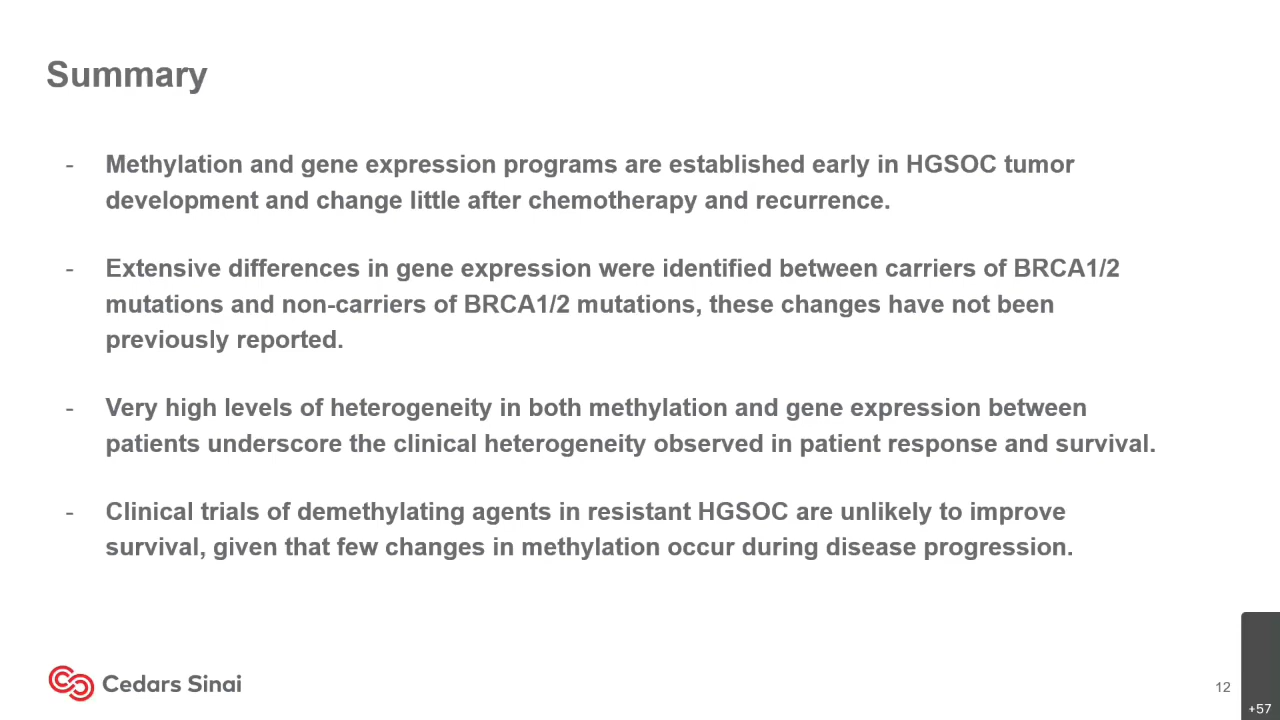 Summary
- Methylation and gene expression programs are established early in HGSOC tumor
development and change little after chemotherapy and recurrence.
- Extensive differences in gene expression were identified between carriers of BRCA1/2
mutations and non-carriers of BRCA1/2 mutations, these changes have not been
previously reported.
- Very high levels of heterogeneity in both methylation and gene expression between
patients underscore the clinical heterogeneity observed in patient response and survival.
- Clinical trials of demethylating agents in resistant HGSOC are unlikely to improve
survival, given that few changes in methylation occur during disease progression.
Cedars Sinai
12
+57